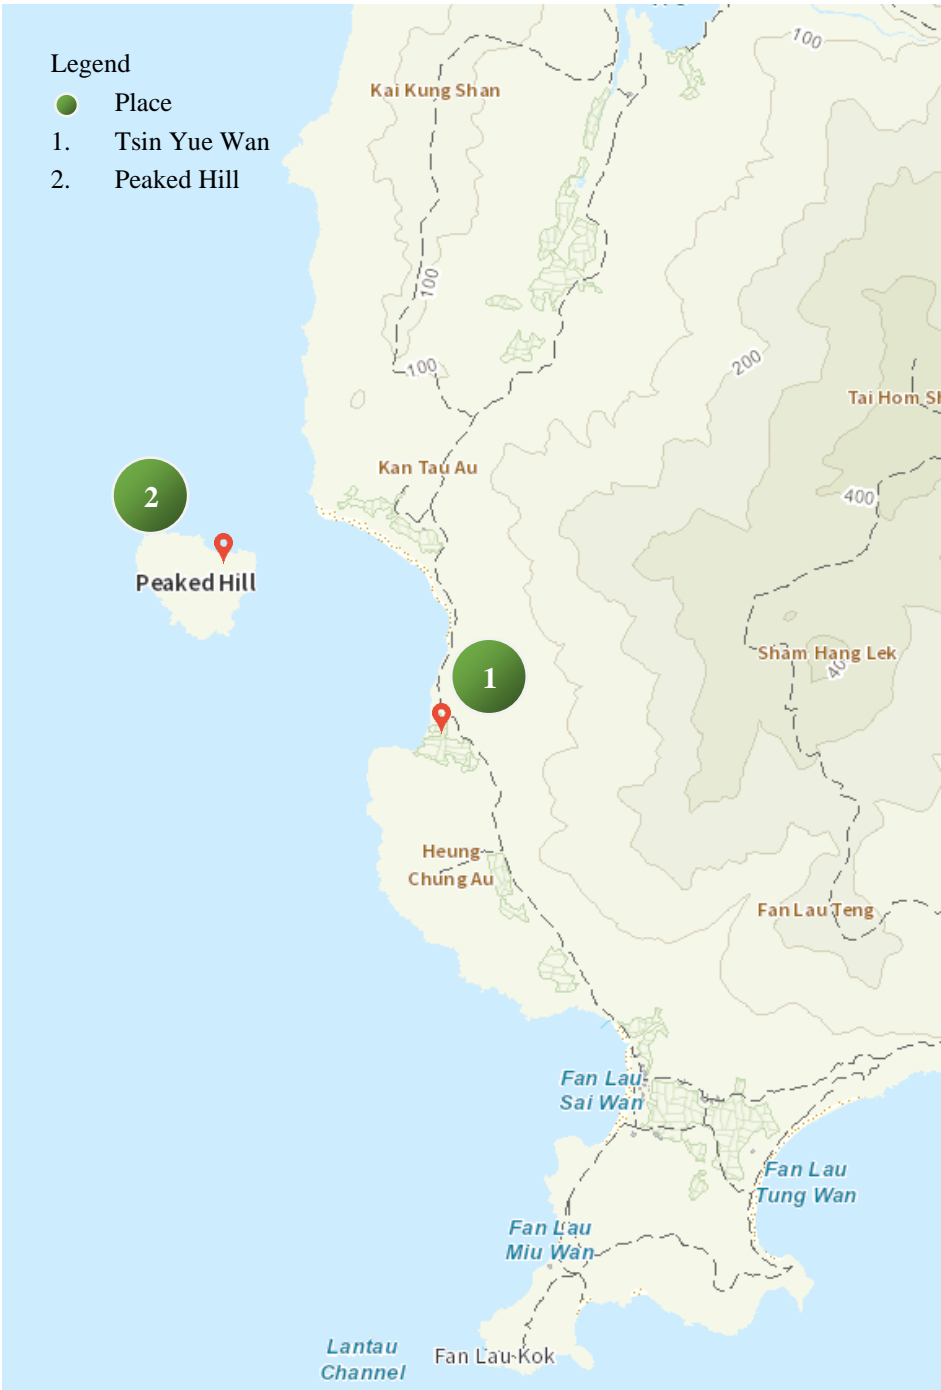 Legend
Place
1. Tsin Yue Wan
2. Peaked Hill
100
Kai Kung Shan
100
100
200
Tai Hom
Kan Tau Au
400
2
Peaked Hill
1
Sham Hang Lek
40
Heung
Chung Au
Fan Lau Teng
Fan Lau
Sai Wan
Fan Lau
Tung Wan
Fan Lau
Miu Wan
Lantau
Channel
Fan Lau Kok